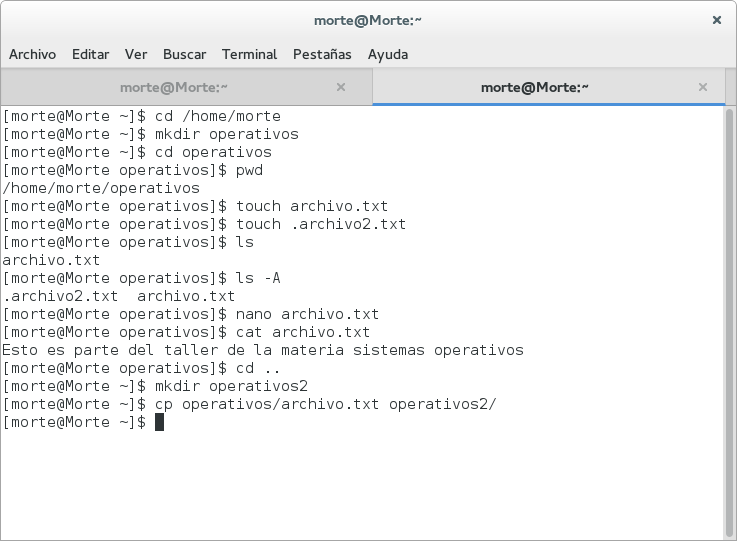 morte@Morte:~
Archivo Editar Ver Buscar Terminal Pestañas Ayuda
morte@Morte:~ morte@Morte:~
[morte@Morte ~]$ cd /home/morte
[morte@Morte ~]$ mkdir operativos
[morte@Morte ~]$ cd operativos
[morte@Morte operativos]$ pwd
/home/morte/operativos
[morte@Morte operativos]$ touch archivo.txt
[morte@Morte operativos]$ touch .archivo2.txt
[morte@Morte operativos]$ ls
archivo.txt
[morte@Morte operativos]$ ls -A
.archivo2.txt  archivo.txt
[morte@Morte operativos]$ nano archivo.txt
[morte@Morte operativos]$ cat archivo.txt
Esto es parte del taller de la materia sistemas operativos
[morte@Morte operativos]$ cd ..
[morte@Morte ~]$ mkdir operativos2
[morte@Morte ~]$ cp operativos/archivo.txt operativos2/
[morte@Morte ~]$